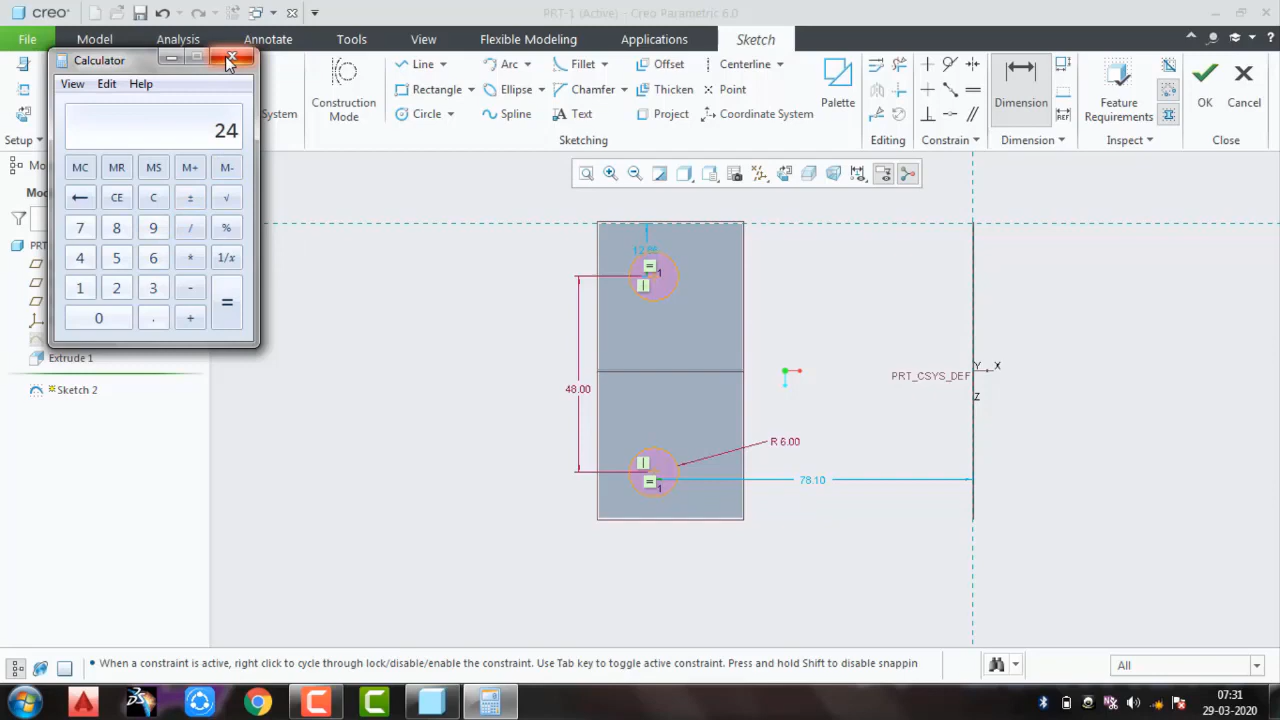 creo
PRT-1 (Active) - Creo Parametric 6.0
File Model Analysis Annotate Tools View Flexible Modeling Applications Sketch
Calculator
View Edit Help
24
MC MR MS M+ M-
← CE C ± √
7 8 9 / %
4 5 6 * 1/x
1 2 3 - =
0 . +
System
Setup
Construction
Mode
Line Arc Fillet Offset Centerline
Rectangle Ellipse Chamfer Thicken Point
Circle Spline Text Project Coordinate System
Palette
Dimension
Feature
Requirements
OK Cancel
Sketching Editing Dimension Inspect Close
Mo
Mode
PRT
Extrude 1
Sketch 2
1
48.00
R 6.00
1
78.10
Y X
PRT_CSYS_DEF
Z
When a constraint is active, right click to cycle through lock/disable/enable the constraint. Use Tab key to toggle active constraint. Press and hold Shift to disable snappin
All
07:31
29-03-2020